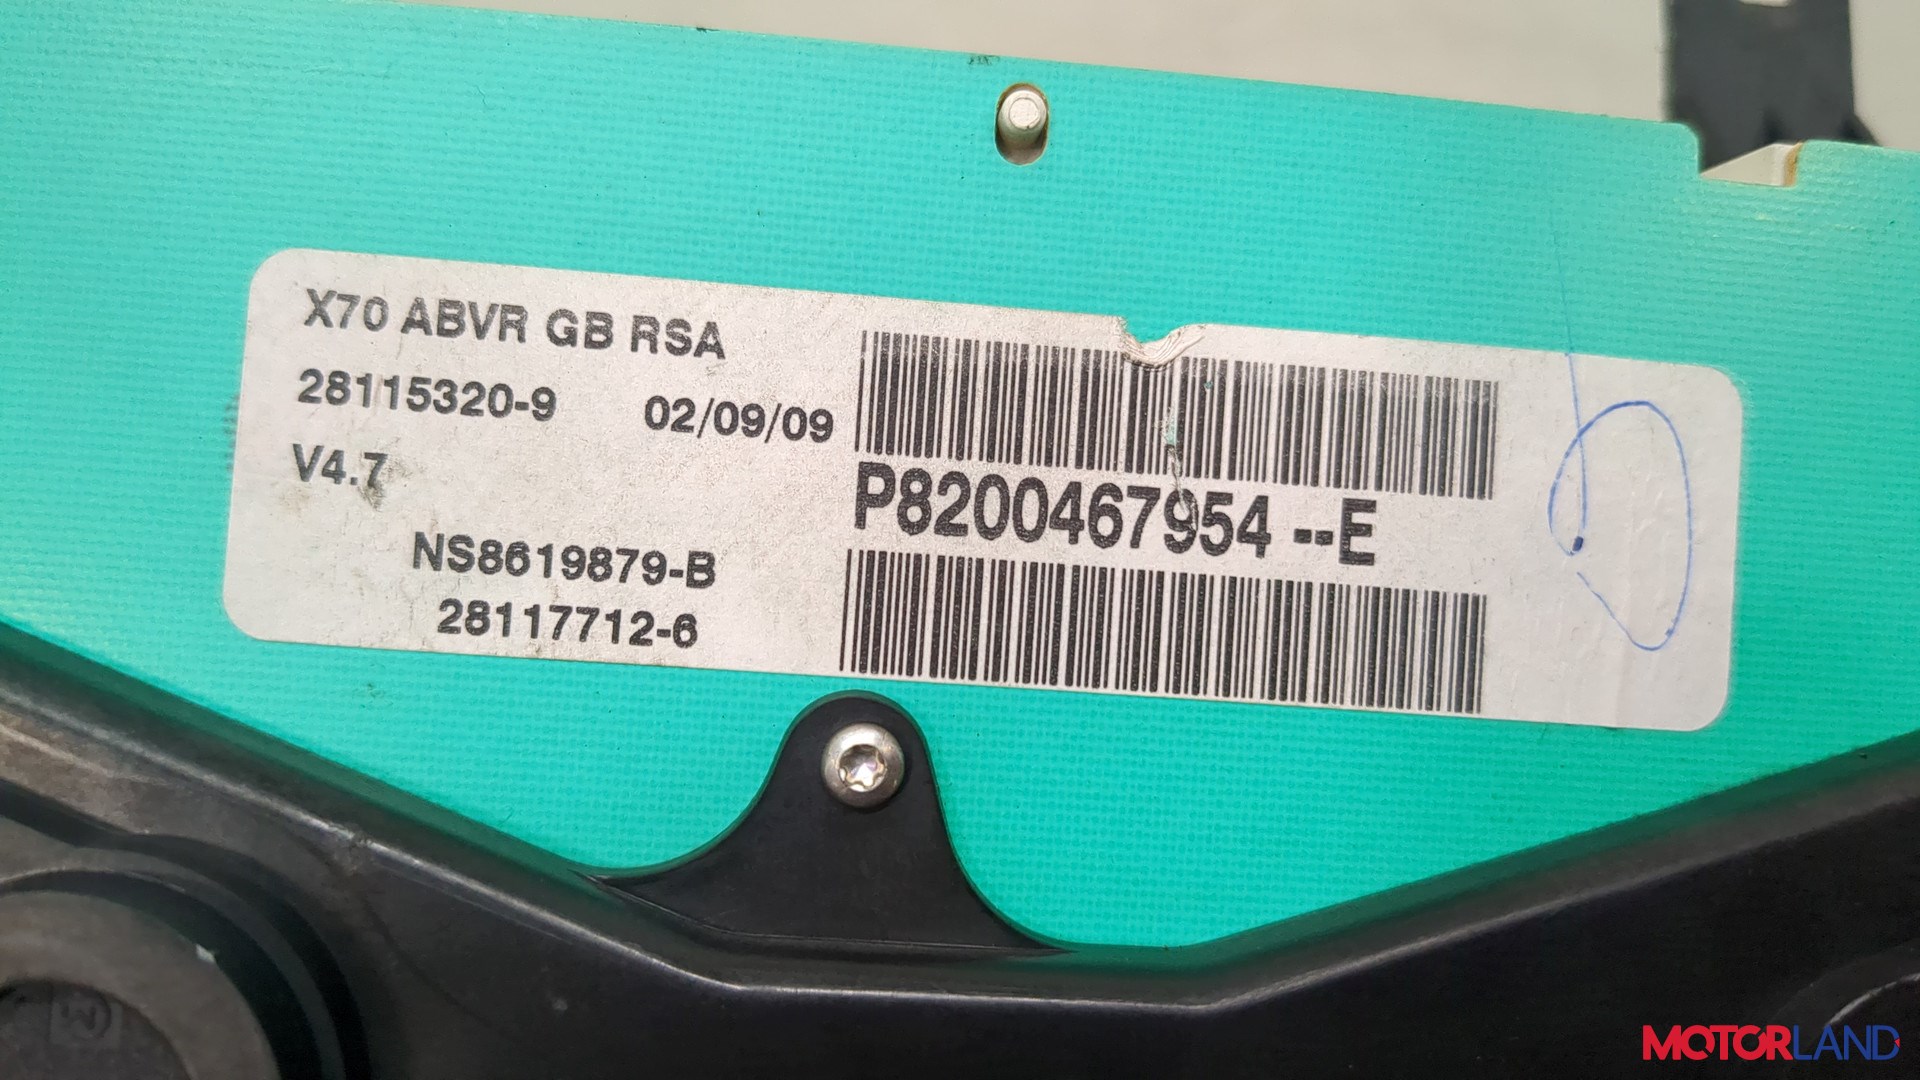 X70 ABVR GB RSA
28115320-9 02/09/09
V4.7
P8200467954 --E
NS8619879-B
28117712-6
MOTORLAND